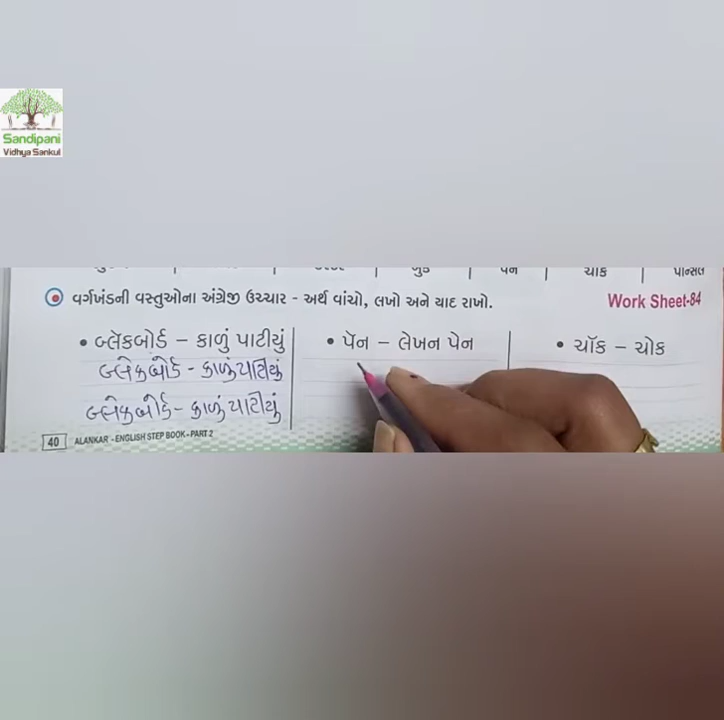 Sandipani
Vidhya Sankul
પેન ચોક પેન્સિલ
વર્ગખંડની વસ્તુઓના અંગ્રેજી ઉચ્ચાર - અર્થ વાંચો, લખો અને યાદ રાખો.
Work Sheet-84
• બ્લૅકબોર્ડ – કાળું પાટીયું
• પૅન – લેખન પેન
• ચૉક – ચોક
બ્લેકબોર્ડ - કાળું પાટીયું
બ્લેકબોર્ડ - કાળું પાટીયું
40 ALANKAR - ENGLISH STEP BOOK - PART 2